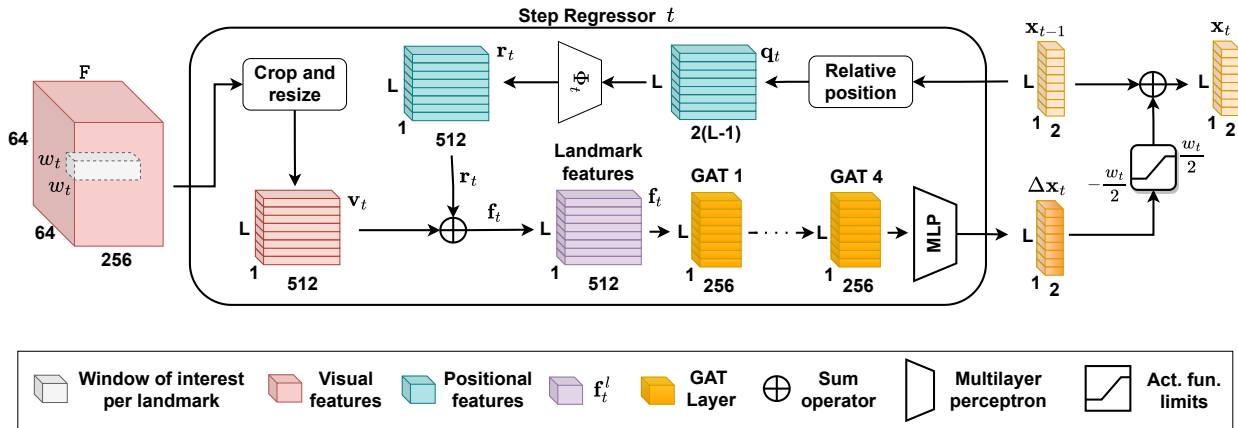 Step Regressor t
F
64
w_t
w_t
64
256
Crop and
resize
L
v_t
1
512
r_t
L
1
512
r_t
Φ_t
L
q_t
2(L-1)
Relative
position
f_t
Landmark
features
L
f_t
1
512
GAT 1
L
1
256
. . . .
GAT 4
L
1
256
MLP
x_{t-1}
L
1 2
x_t
L
1 2
w_t/2
-w_t/2
Δx_t
L
1 2
Window of interest
per landmark
Visual
features
Positional
features
f_t^l
GAT
Layer
Sum
operator
Multilayer
perceptron
Act. fun.
limits